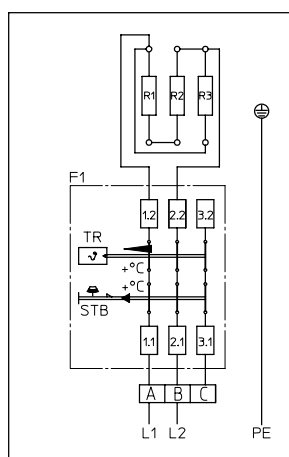 R1 R2 R3
F1
1.2 2.2 3.2
TR
ϑ
+°C
+°C
STB
1.1 2.1 3.1
A B C
L1 L2 PE